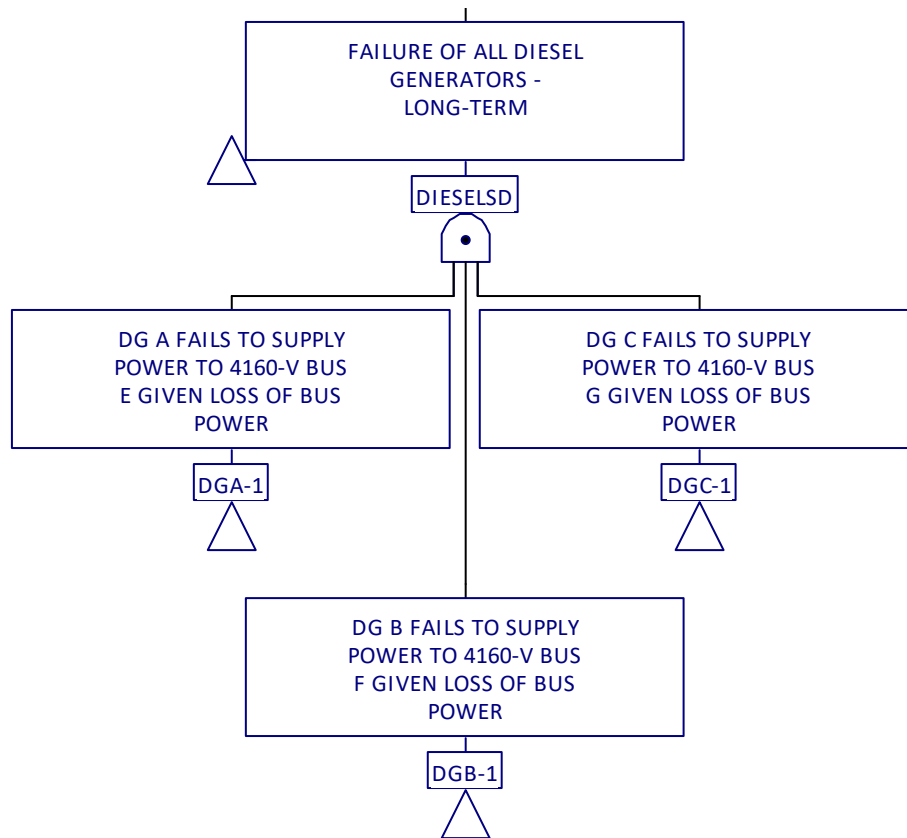 FAILURE OF ALL DIESEL
GENERATORS -
LONG-TERM
DIESELSD
DG A FAILS TO SUPPLY
POWER TO 4160-V BUS
E GIVEN LOSS OF BUS
POWER
DGA-1
DG C FAILS TO SUPPLY
POWER TO 4160-V BUS
G GIVEN LOSS OF BUS
POWER
DGC-1
DG B FAILS TO SUPPLY
POWER TO 4160-V BUS
F GIVEN LOSS OF BUS
POWER
DGB-1